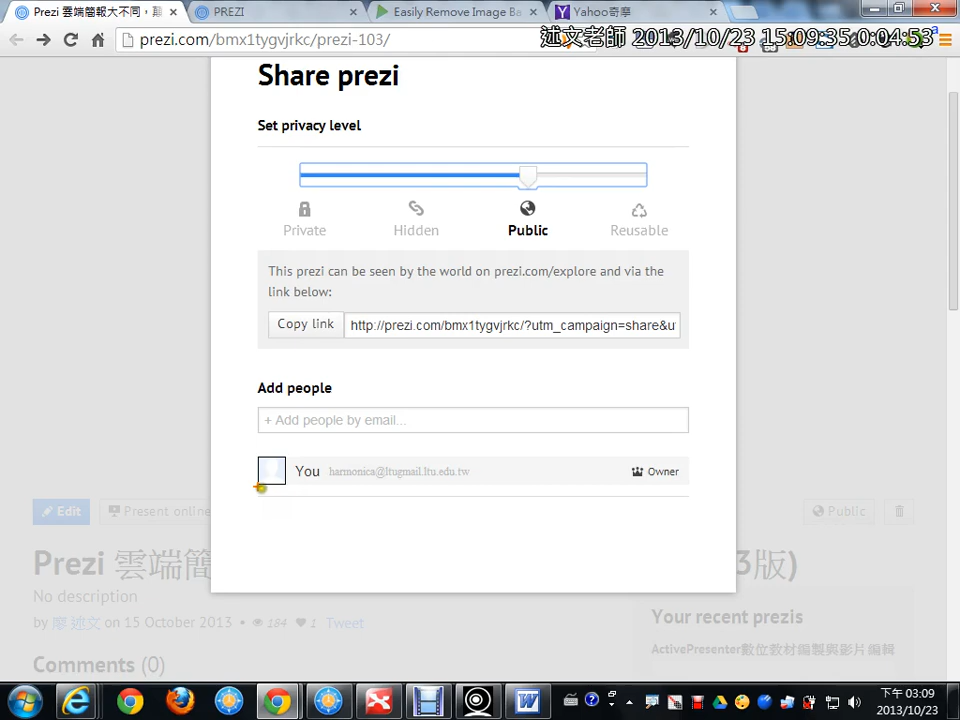 Prezi 雲端簡報大不同，
PREZI
Easily Remove Image Ba
Yahoo奇摩
prezi.com/bmx1tygvjrkc/prezi-103/
述文老師 2013/10/23 15:09:35 0:04:53
Share prezi
Set privacy level
Private
Hidden
Public
Reusable
This prezi can be seen by the world on prezi.com/explore and via the
link below:
Copy link
http://prezi.com/bmx1tygvjrkc/?utm_campaign=share&u
Add people
+ Add people by email...
You harmonica@ltugmail.ltu.edu.tw
Owner
Edit
Present online
Public
Prezi 雲端簡
3版)
No description
by 廖 述文 on 15 October 2013 • 184 1 Tweet
Your recent prezis
ActivePresenter數位教材編製與影片編輯
Comments (0)
下午 03:09
2013/10/23